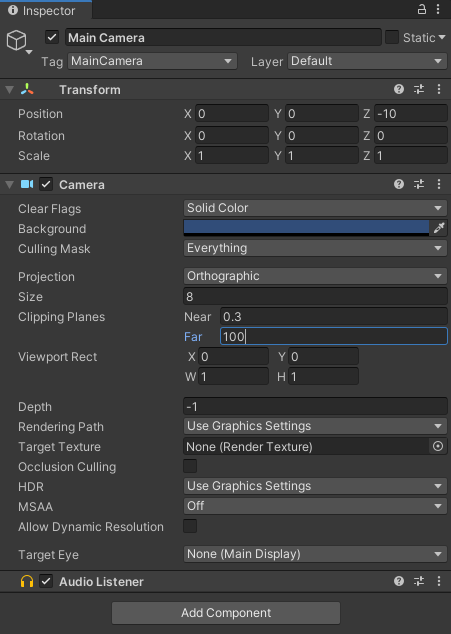 Inspector
Main Camera Static
Tag MainCamera Layer Default
Transform
Position X 0 Y 0 Z -10
Rotation X 0 Y 0 Z 0
Scale X 1 Y 1 Z 1
Camera
Clear Flags Solid Color
Background
Culling Mask Everything
Projection Orthographic
Size 8
Clipping Planes Near 0.3
Far 100
Viewport Rect X 0 Y 0
W 1 H 1
Depth -1
Rendering Path Use Graphics Settings
Target Texture None (Render Texture)
Occlusion Culling
HDR Use Graphics Settings
MSAA Off
Allow Dynamic Resolution
Target Eye None (Main Display)
Audio Listener
Add Component